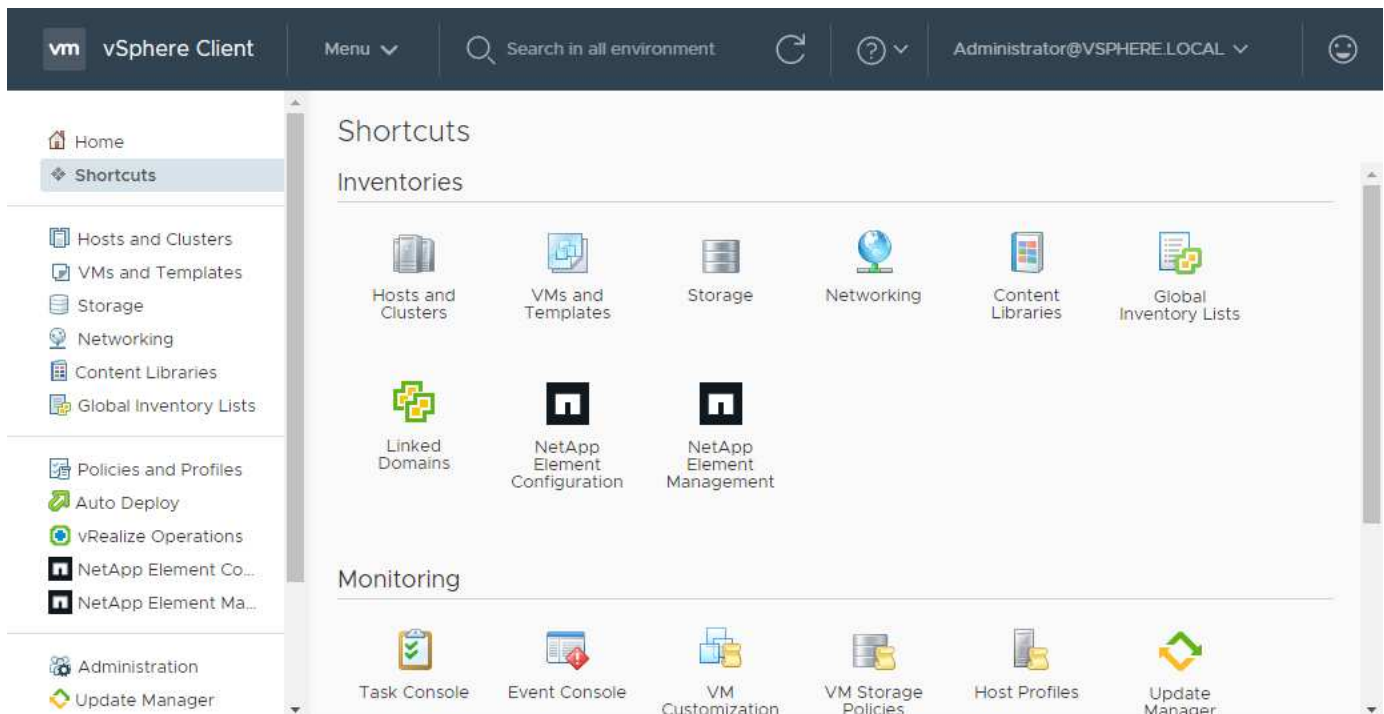 vm vSphere Client Menu Search in all environment Administrator@VSPHERE.LOCAL
Home
Shortcuts
Hosts and Clusters
VMs and Templates
Storage
Networking
Content Libraries
Global Inventory Lists
Policies and Profiles
Auto Deploy
vRealize Operations
NetApp Element Co...
NetApp Element Ma...
Administration
Update Manager
Shortcuts
Inventories
Hosts and
Clusters
VMs and
Templates
Storage
Networking
Content
Libraries
Global
Inventory Lists
Linked
Domains
NetApp
Element
Configuration
NetApp
Element
Management
Monitoring
Task Console
Event Console
VM
Customization
VM Storage
Policies
Host Profiles
Update
Manager